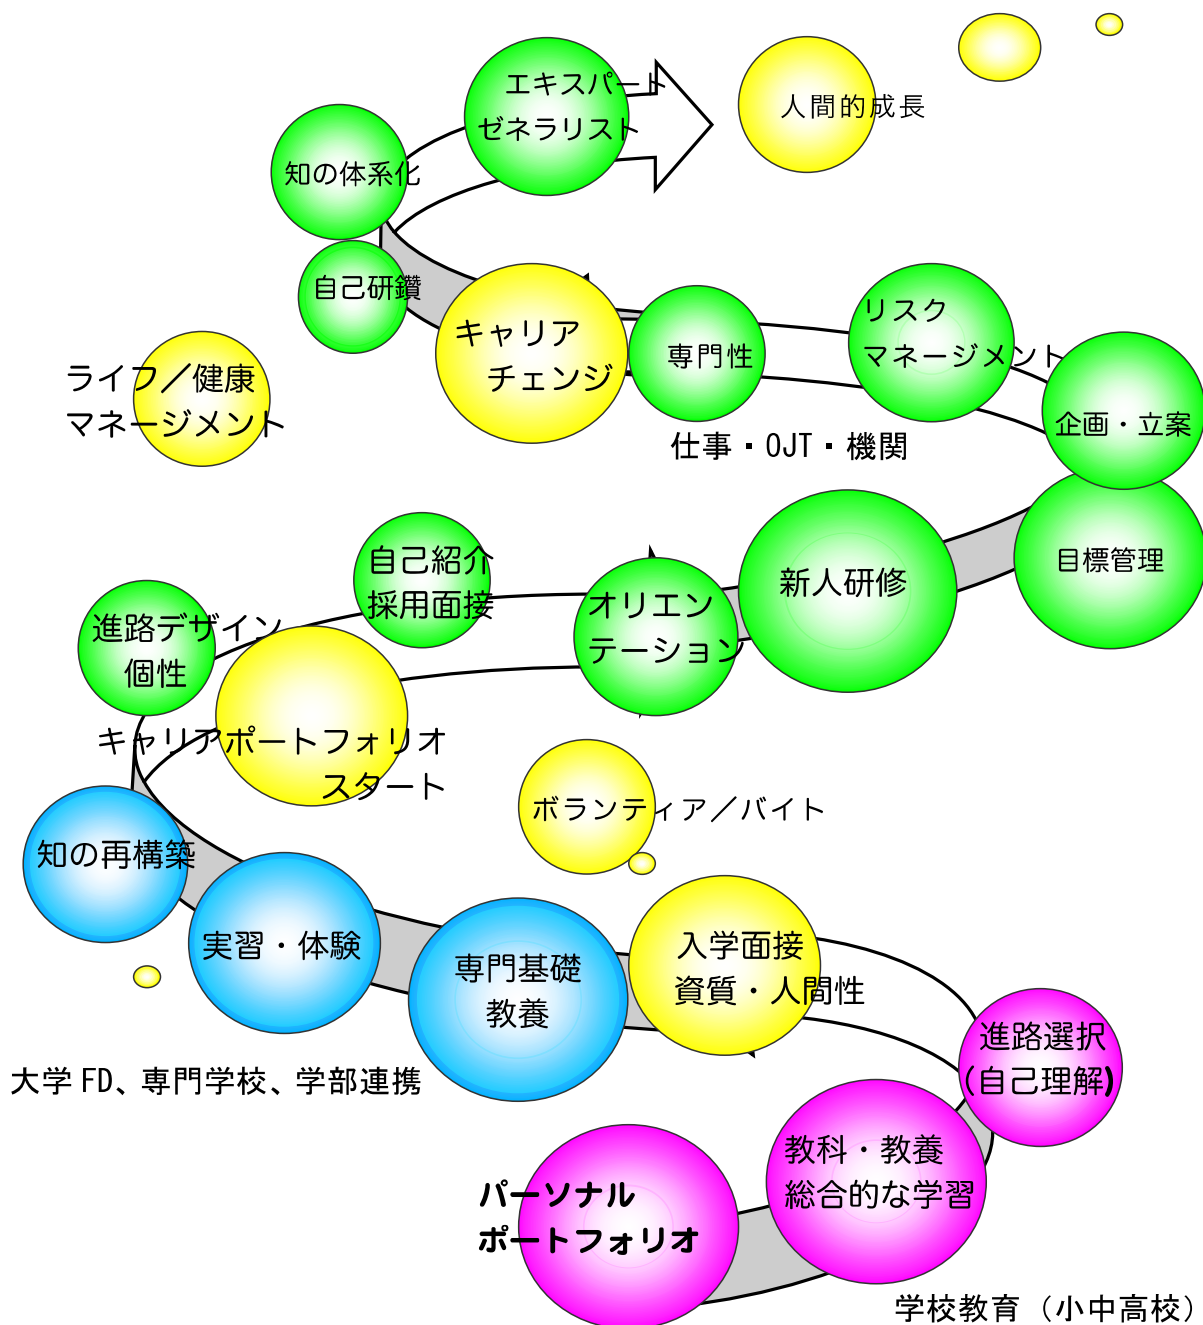 エキスパート
ゼネラリスト
人間的成長
知の体系化
自己研鑽
キャリア
チェンジ
専門性
リスク
マネージメント
ライフ／健康
マネージメント
企画・立案
仕事・OJT・機関
自己紹介
採用面接
新人研修
目標管理
オリエン
テーション
進路デザイン
個性
キャリアポートフォリオ
スタート
ボランティア／バイト
知の再構築
実習・体験
専門基礎
教養
入学面接
資質・人間性
進路選択
(自己理解)
大学 FD、専門学校、学部連携
教科・教養
総合的な学習
パーソナル
ポートフォリオ
学校教育（小中高校）